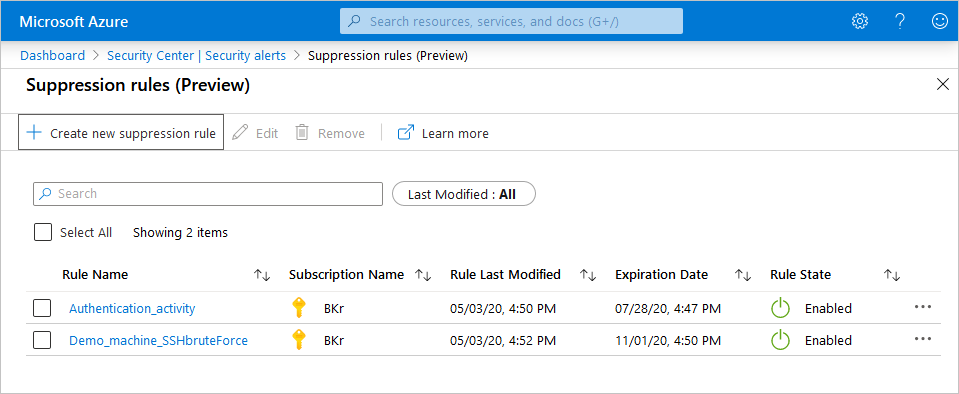 Microsoft Azure
Search resources, services, and docs (G+/)
Dashboard > Security Center | Security alerts > Suppression rules (Preview)
Suppression rules (Preview)
Create new suppression rule Edit Remove Learn more
Search Last Modified : All
Select All Showing 2 items
Rule Name Subscription Name Rule Last Modified Expiration Date Rule State
Authentication_activity BKr 05/03/20, 4:50 PM 07/28/20, 4:47 PM Enabled
Demo_machine_SSHbruteForce BKr 05/03/20, 4:52 PM 11/01/20, 4:50 PM Enabled